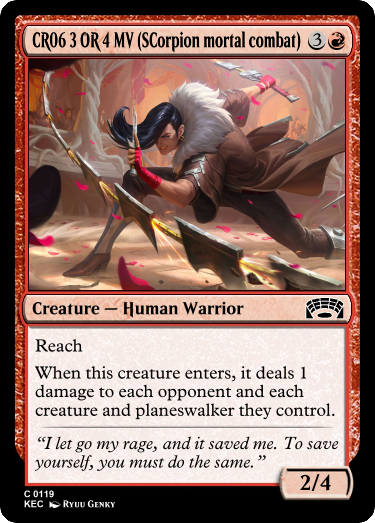 CR06 3 OR 4 MV (SCorpion mortal combat) 3
Creature — Human Warrior
Reach
When this creature enters, it deals 1
damage to each opponent and each
creature and planeswalker they control.
“I let go my rage, and it saved me. To save
yourself, you must do the same.”
2/4
C 0119
KEC Ryuu Genky